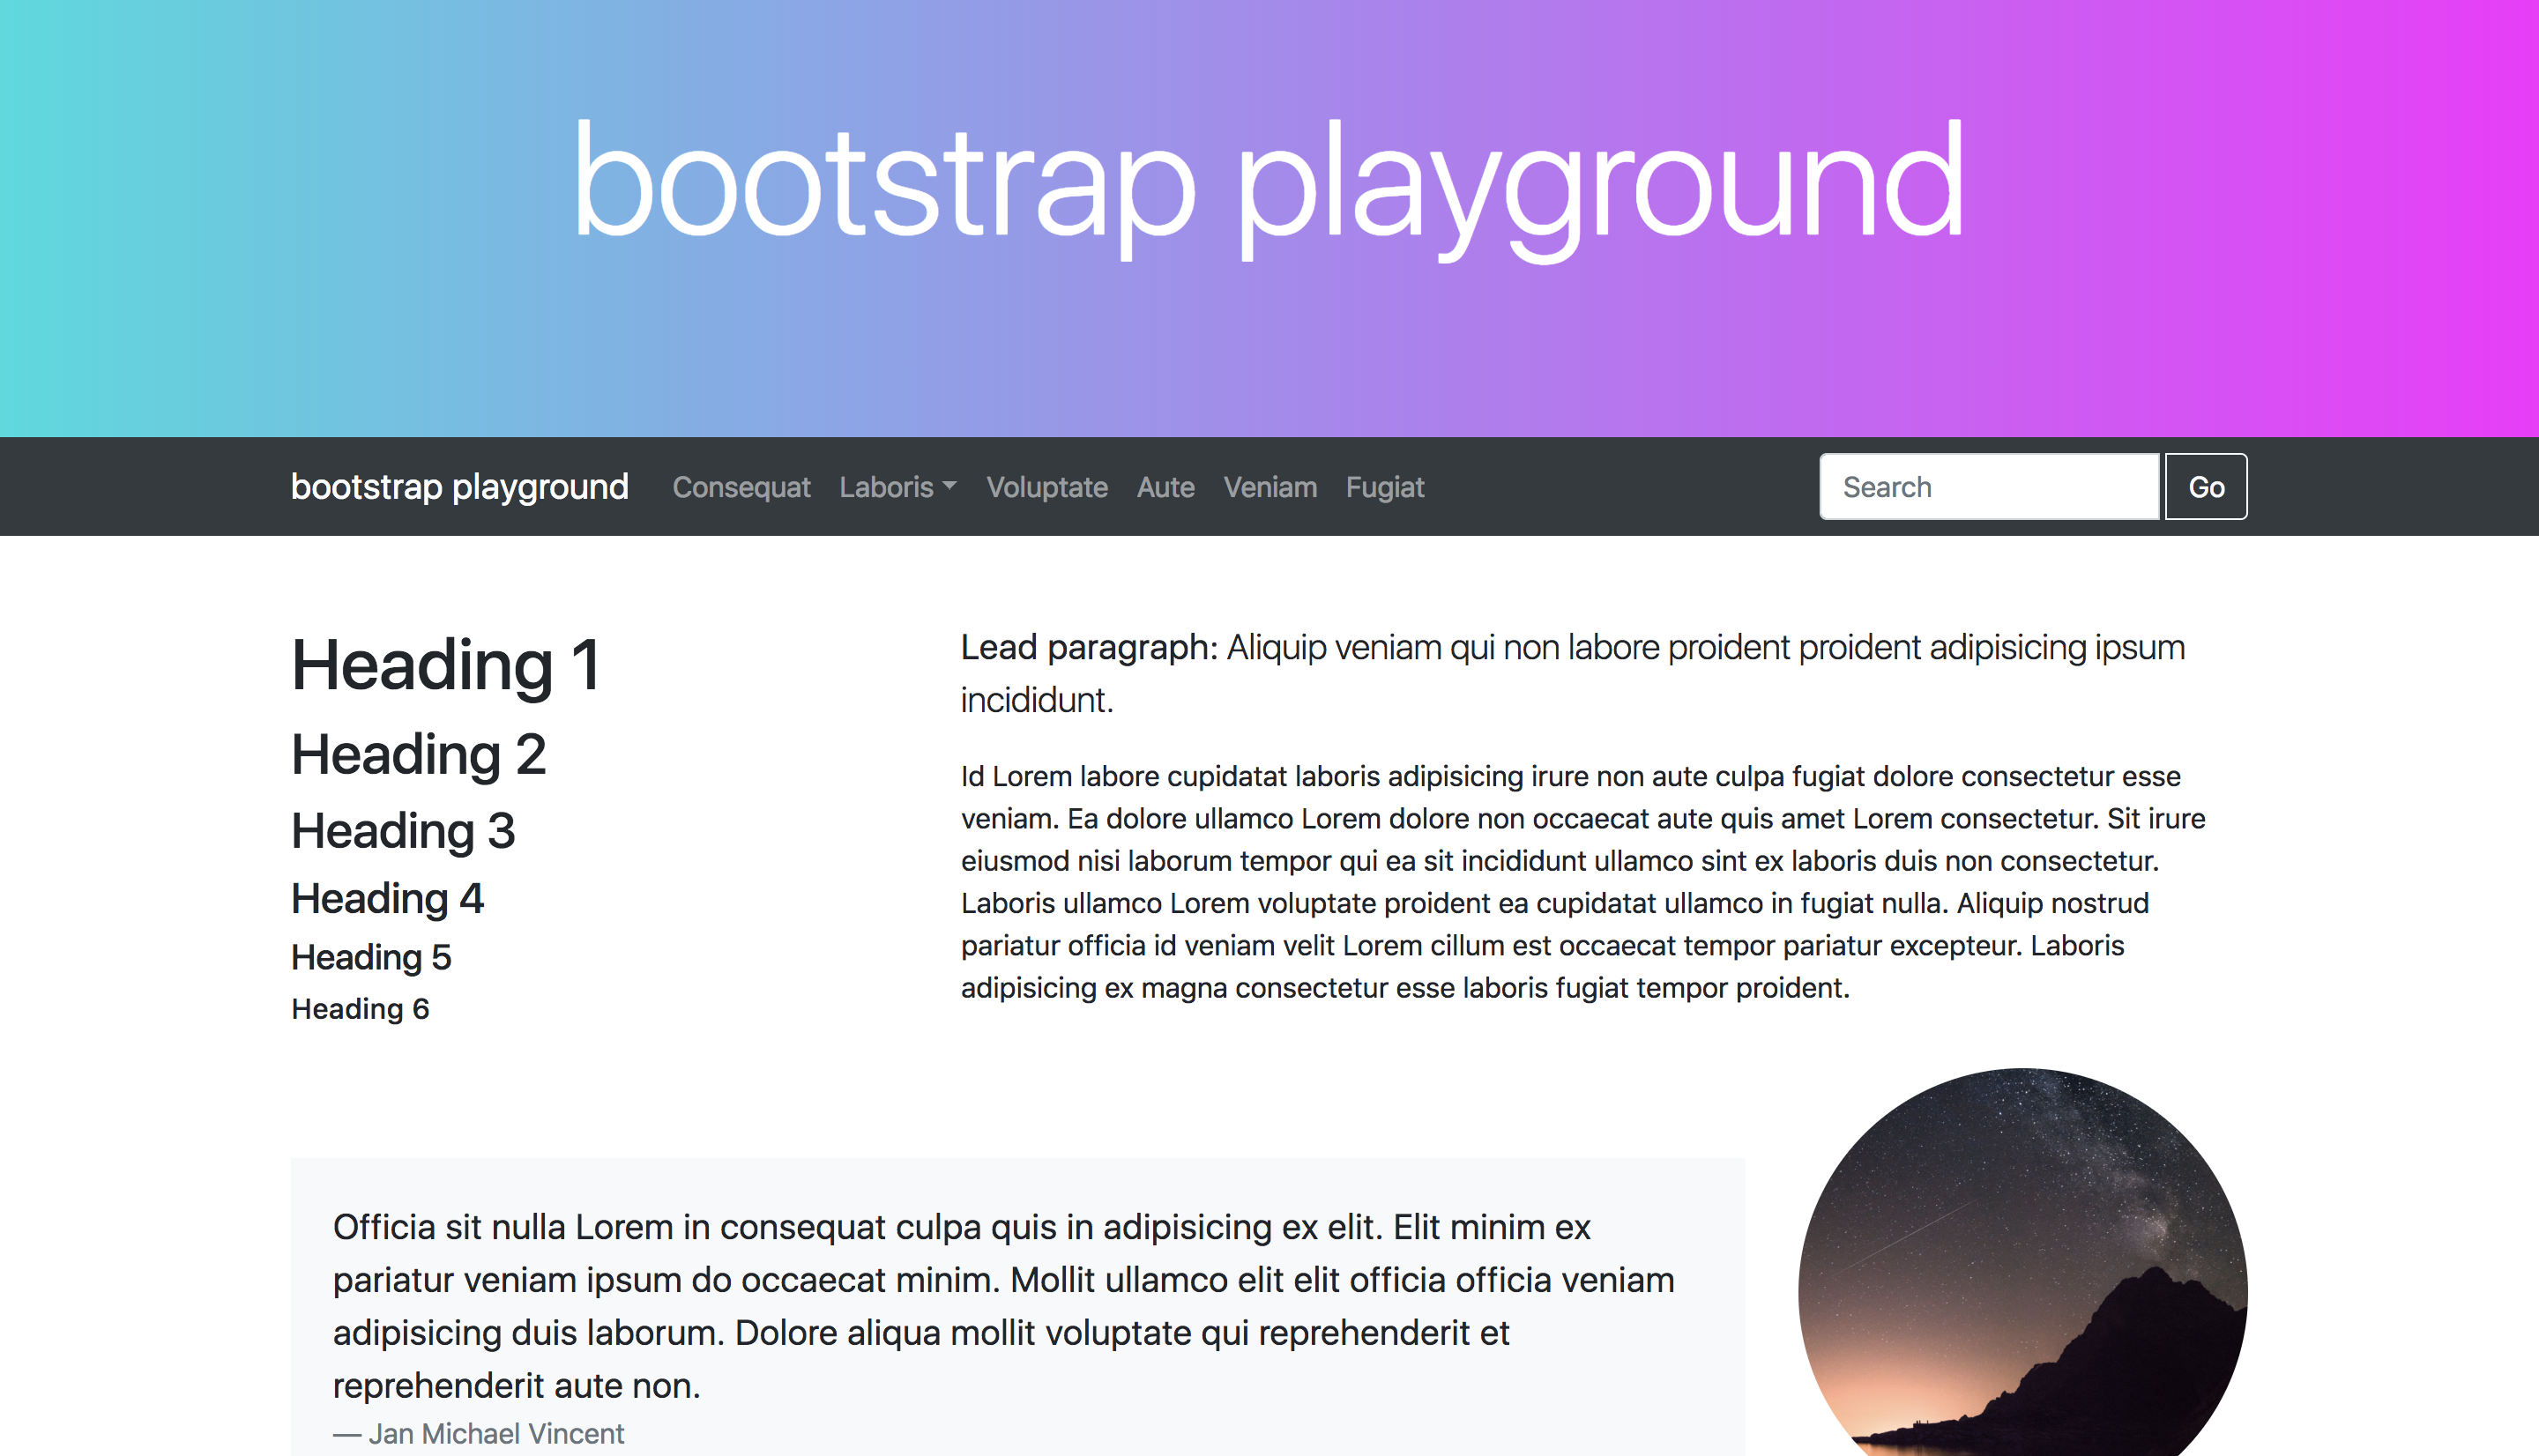 bootstrap playground
bootstrap playground Consequat Laboris Voluptate Aute Veniam Fugiat Search Go
Heading 1
Heading 2
Heading 3
Heading 4
Heading 5
Heading 6
Lead paragraph: Aliquip veniam qui non labore proident proident adipisicing ipsum
incididunt.
Id Lorem labore cupidatat laboris adipisicing irure non aute culpa fugiat dolore consectetur esse
veniam. Ea dolore ullamco Lorem dolore non occaecat aute quis amet Lorem consectetur. Sit irure
eiusmod nisi laborum tempor qui ea sit incididunt ullamco sint ex laboris duis non consectetur.
Laboris ullamco Lorem voluptate proident ea cupidatat ullamco in fugiat nulla. Aliquip nostrud
pariatur officia id veniam velit Lorem cillum est occaecat tempor pariatur excepteur. Laboris
adipisicing ex magna consectetur esse laboris fugiat tempor proident.
Officia sit nulla Lorem in consequat culpa quis in adipisicing ex elit. Elit minim ex
pariatur veniam ipsum do occaecat minim. Mollit ullamco elit elit officia officia veniam
adipisicing duis laborum. Dolore aliqua mollit voluptate qui reprehenderit et
reprehenderit aute non.
— Jan Michael Vincent